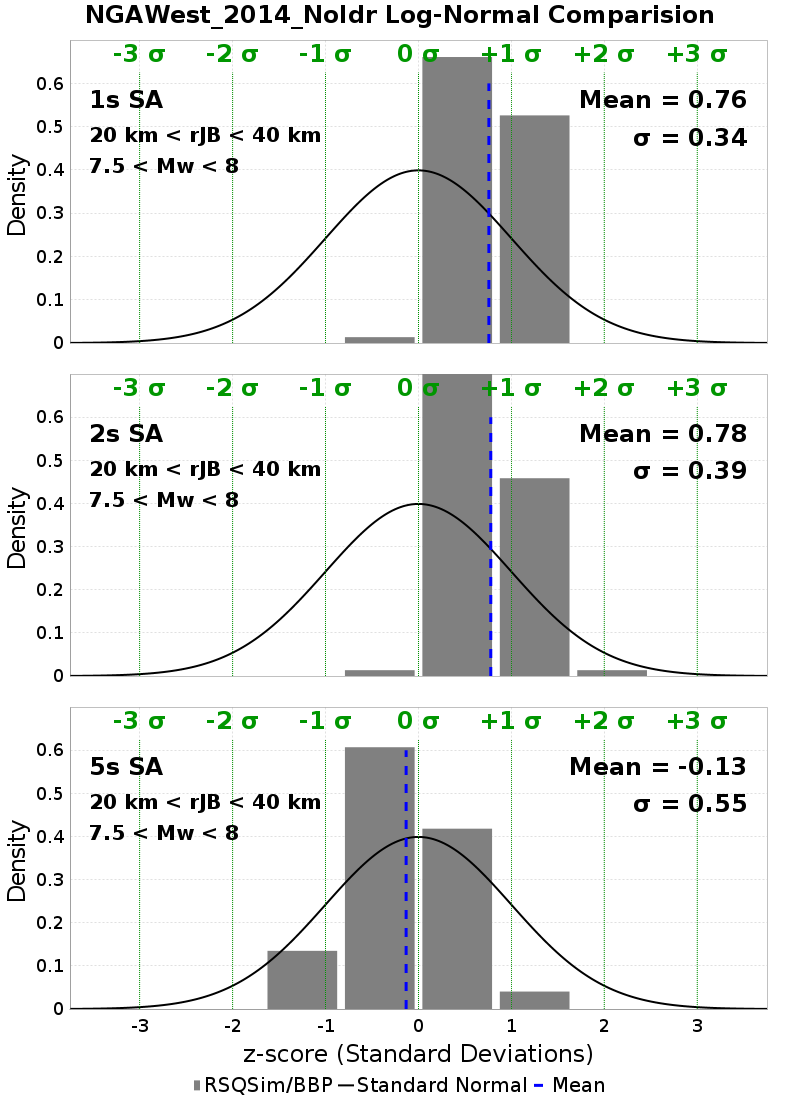 NGAWest_2014_NoIdr Log-Normal Comparision
-3 σ -2 σ -1 σ 0 σ +1 σ +2 σ +3 σ
1s SA
20 km < rJB < 40 km
7.5 < Mw < 8
Mean = 0.76
σ = 0.34
Density
0.6
0.5
0.4
0.3
0.2
0.1
0
-3 σ -2 σ -1 σ 0 σ +1 σ +2 σ +3 σ
2s SA
20 km < rJB < 40 km
7.5 < Mw < 8
Mean = 0.78
σ = 0.39
Density
0.6
0.5
0.4
0.3
0.2
0.1
0
-3 σ -2 σ -1 σ 0 σ +1 σ +2 σ +3 σ
5s SA
20 km < rJB < 40 km
7.5 < Mw < 8
Mean = -0.13
σ = 0.55
Density
0.6
0.5
0.4
0.3
0.2
0.1
0
-3 -2 -1 0 1 2 3
z-score (Standard Deviations)
RSQSim/BBP Standard Normal Mean